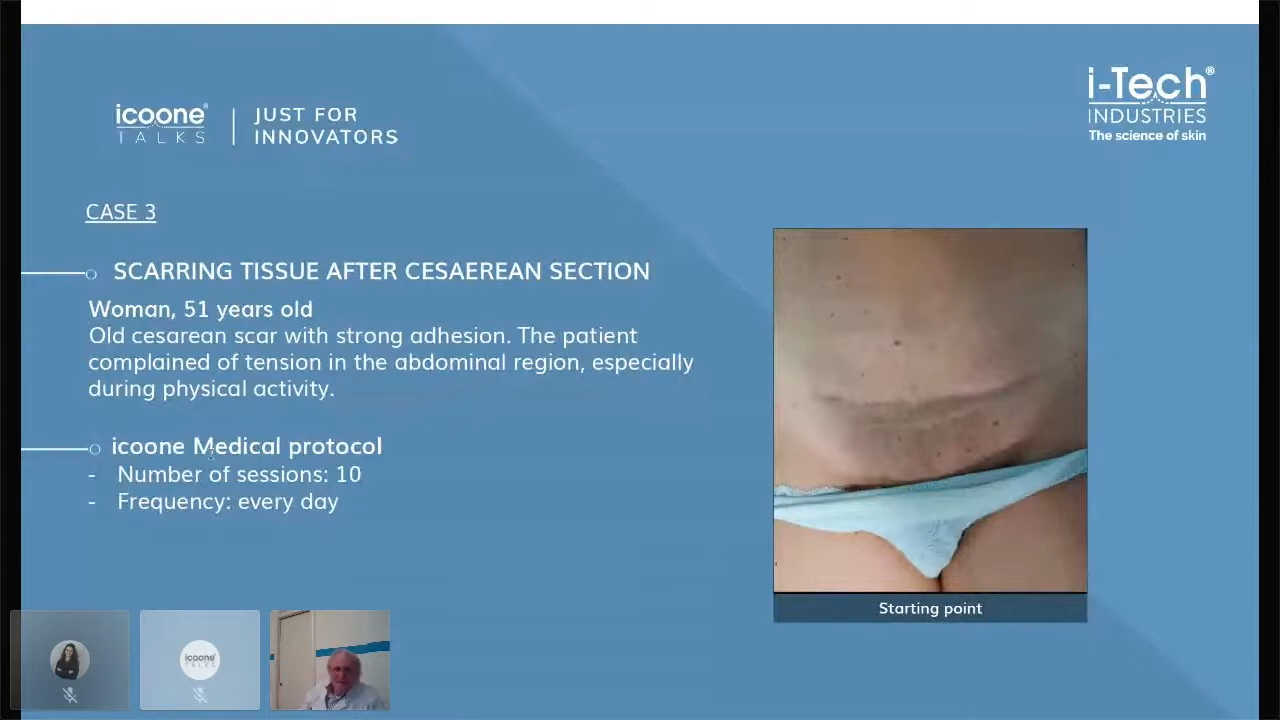 icoone®
TALKS
JUST FOR
INNOVATORS
i-Tech®
INDUSTRIES
The science of skin
CASE 3
SCARRING TISSUE AFTER CESAEREAN SECTION
Woman, 51 years old
Old cesarean scar with strong adhesion. The patient
complained of tension in the abdominal region, especially
during physical activity.
icoone Medical protocol
- Number of sessions: 10
- Frequency: every day
Starting point
icoone®
TALKS